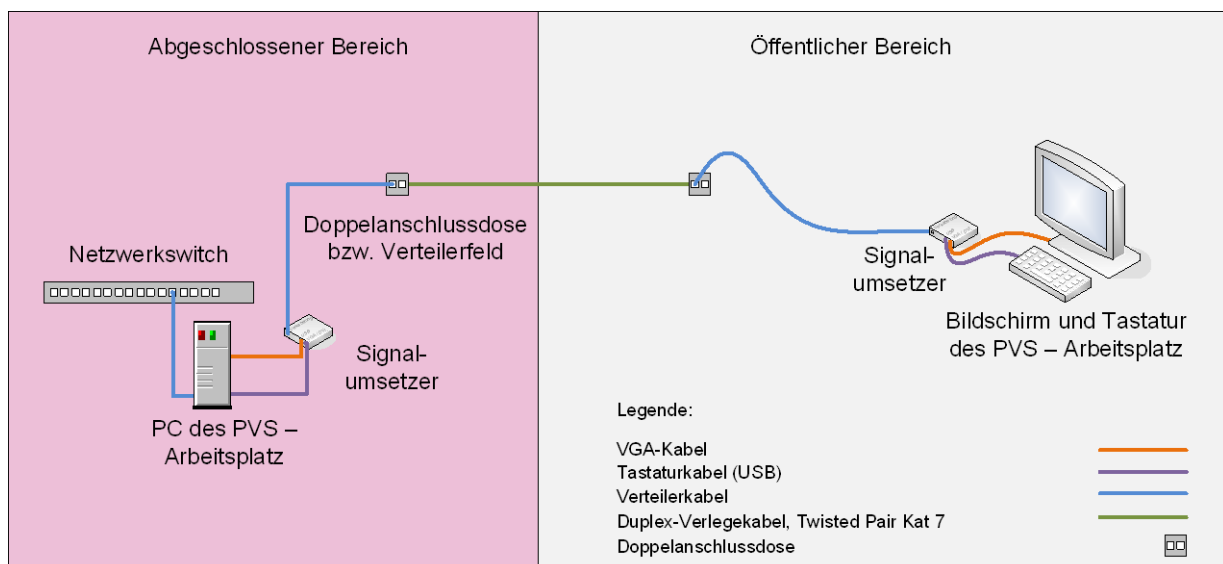 Abgeschlossener Bereich
Öffentlicher Bereich
Doppelanschlussdose
bzw. Verteilerfeld
Netzwerkswitch
Signal-
umsetzer
PC des PVS –
Arbeitsplatz
Signal-
umsetzer
Bildschirm und Tastatur
des PVS – Arbeitsplatz
Legende:
VGA-Kabel
Tastaturkabel (USB)
Verteilerkabel
Duplex-Verlegekabel, Twisted Pair Kat 7
Doppelanschlussdose